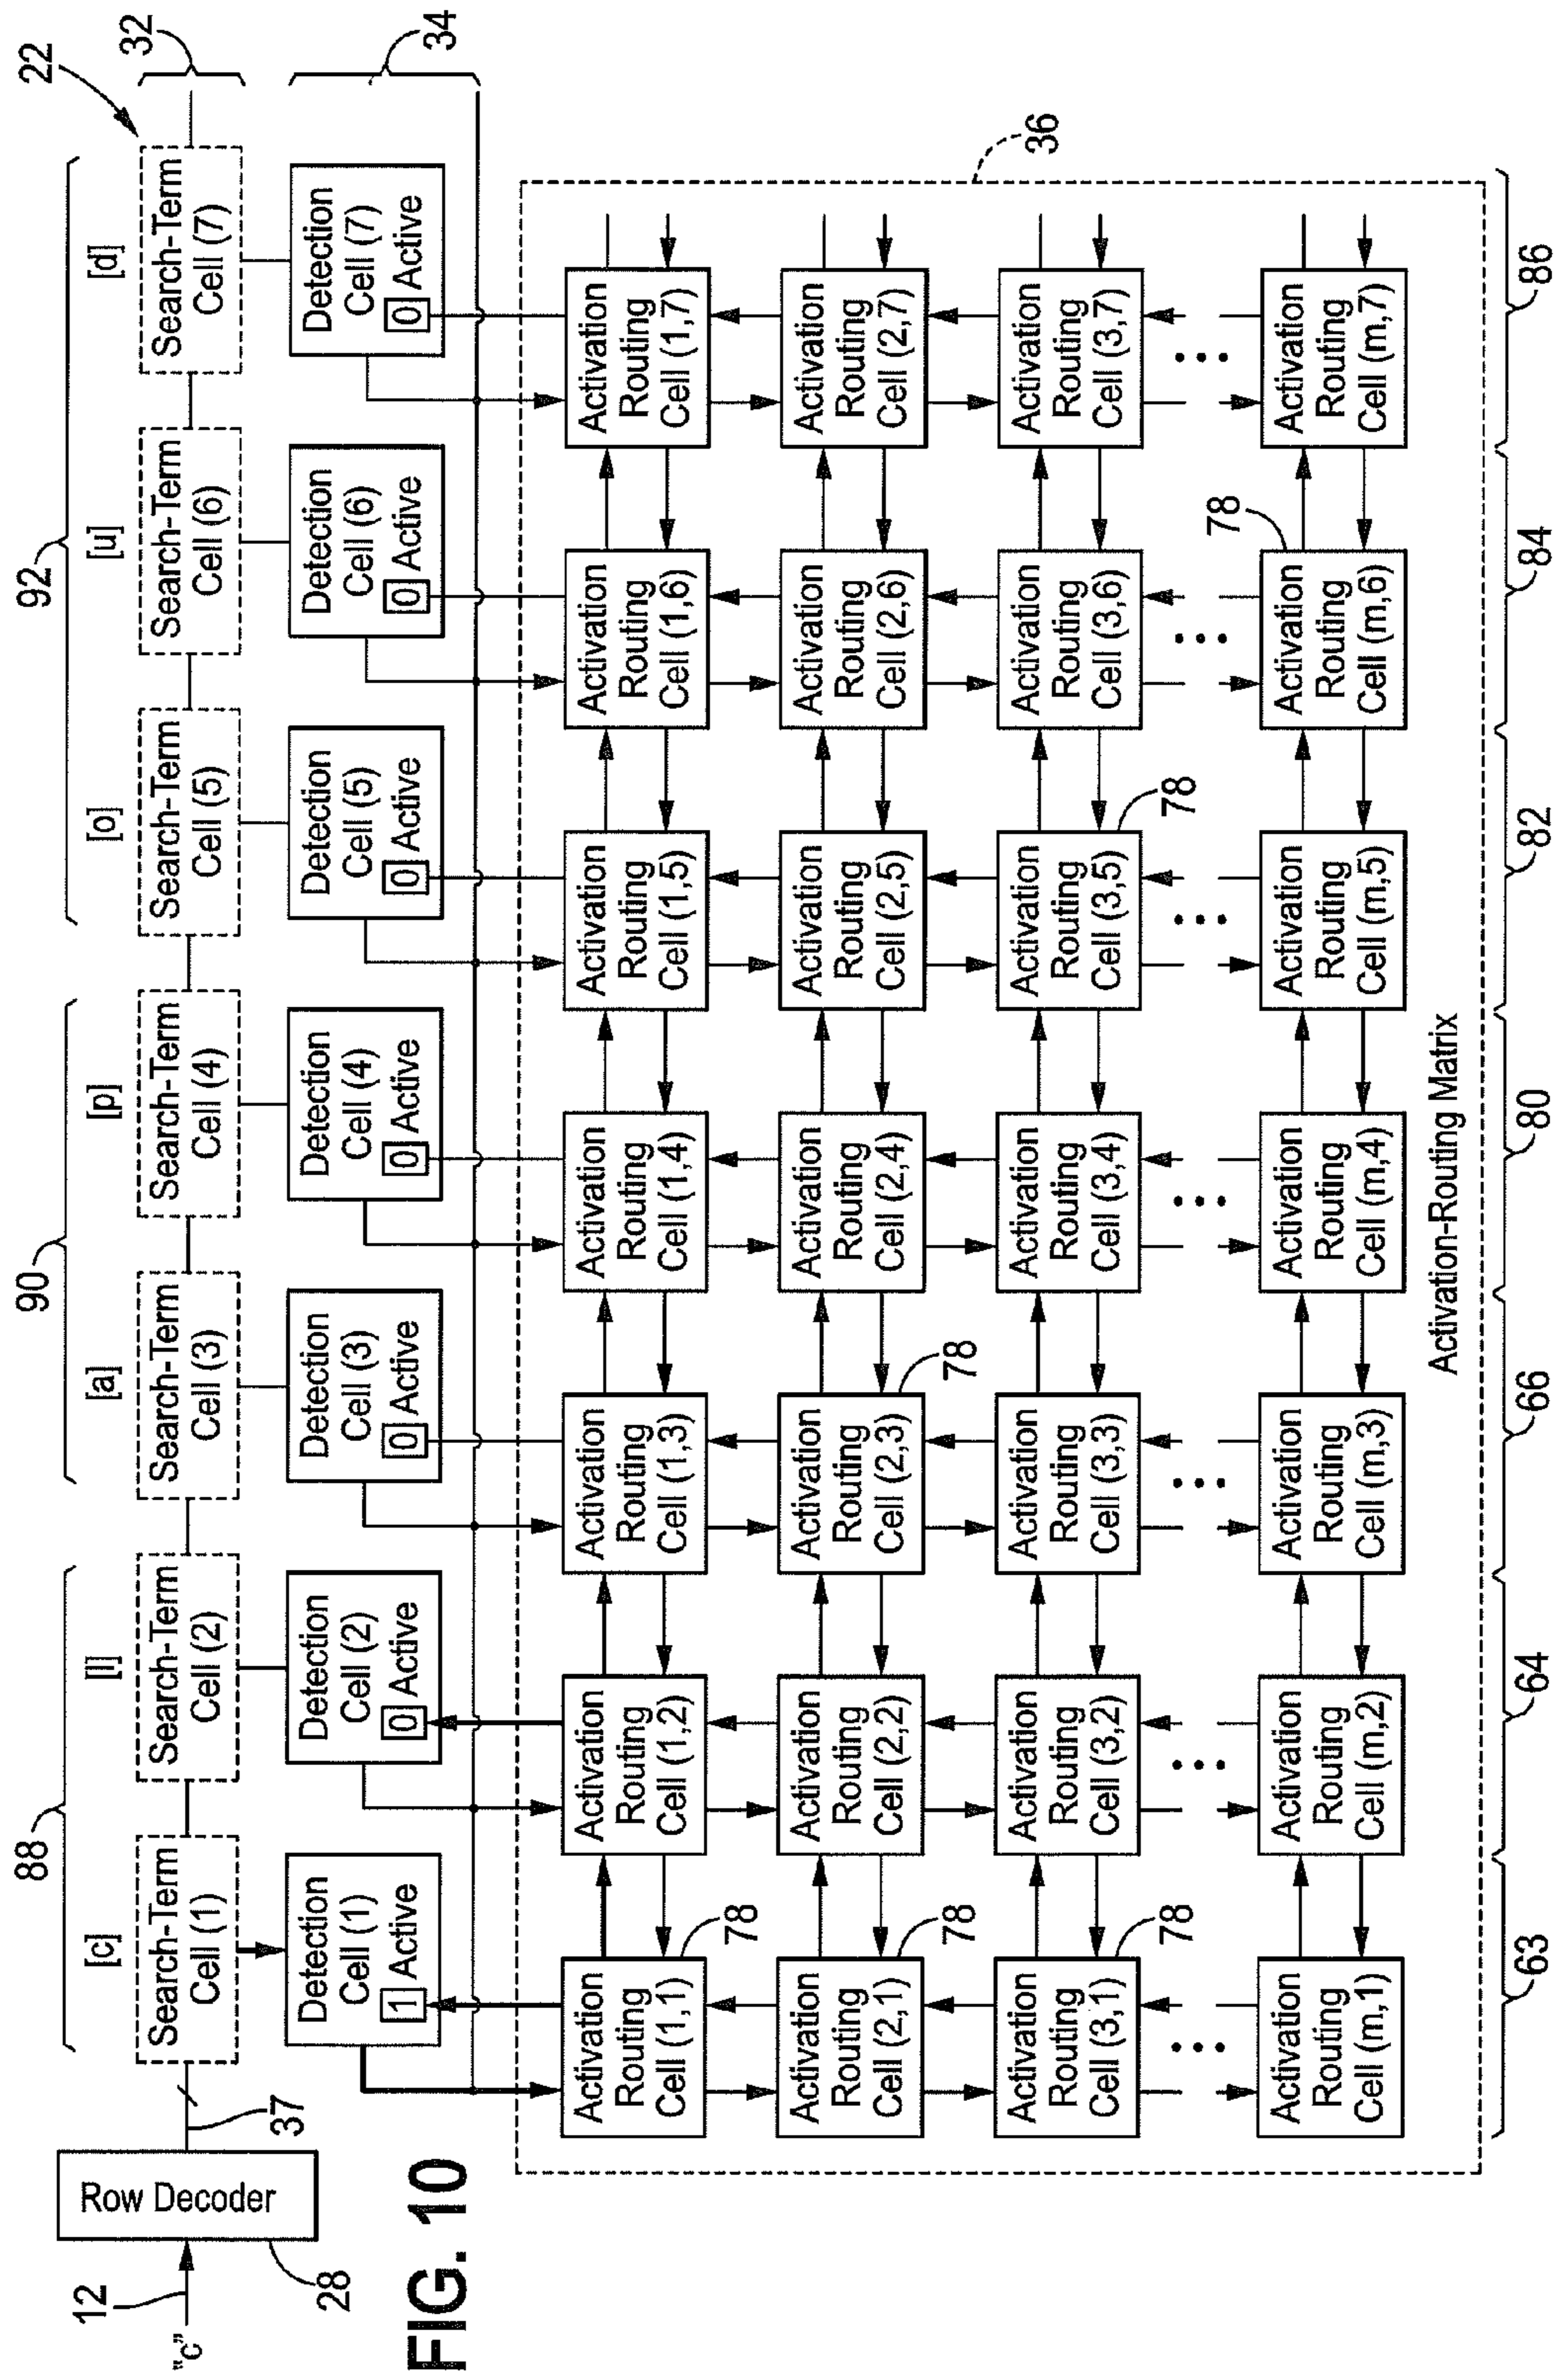 22
92
90
88
32
34
[c]
[l]
[a]
[p]
[o]
[u]
[d]
"c"
12
Row Decoder
28
37
Search-Term
Cell (1)
Search-Term
Cell (2)
Search-Term
Cell (3)
Search-Term
Cell (4)
Search-Term
Cell (5)
Search-Term
Cell (6)
Search-Term
Cell (7)
Detection
Cell (1)
1 Active
Detection
Cell (2)
0 Active
Detection
Cell (3)
0 Active
Detection
Cell (4)
0 Active
Detection
Cell (5)
0 Active
Detection
Cell (6)
0 Active
Detection
Cell (7)
0 Active
FIG. 10
36
Activation
Routing
Cell (1,1)
78
Activation
Routing
Cell (1,2)
Activation
Routing
Cell (1,3)
Activation
Routing
Cell (1,4)
Activation
Routing
Cell (1,5)
Activation
Routing
Cell (1,6)
Activation
Routing
Cell (1,7)
Activation
Routing
Cell (2,1)
78
Activation
Routing
Cell (2,2)
Activation
Routing
Cell (2,3)
78
Activation
Routing
Cell (2,4)
Activation
Routing
Cell (2,5)
Activation
Routing
Cell (2,6)
Activation
Routing
Cell (2,7)
Activation
Routing
Cell (3,1)
78
Activation
Routing
Cell (3,2)
Activation
Routing
Cell (3,3)
Activation
Routing
Cell (3,4)
Activation
Routing
Cell (3,5)
78
Activation
Routing
Cell (3,6)
Activation
Routing
Cell (3,7)
Activation
Routing
Cell (m,1)
Activation
Routing
Cell (m,2)
Activation
Routing
Cell (m,3)
Activation
Routing
Cell (m,4)
Activation
Routing
Cell (m,5)
Activation
Routing
Cell (m,6)
78
Activation
Routing
Cell (m,7)
Activation-Routing Matrix
63
64
66
80
82
84
86